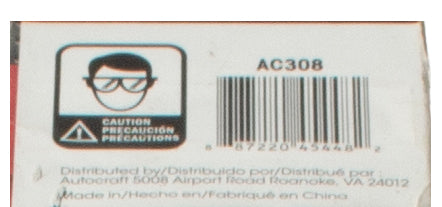 AC308
CAUTION
PRECAUCIÓN
PRÉCAUTIONS
8 87220 45448 2
Distributed by/Distribuido por/Distribué par:
Autocraft 5008 Airport Road Roanoke, VA 24012
Made in/Hecho en/Fabriqué en China